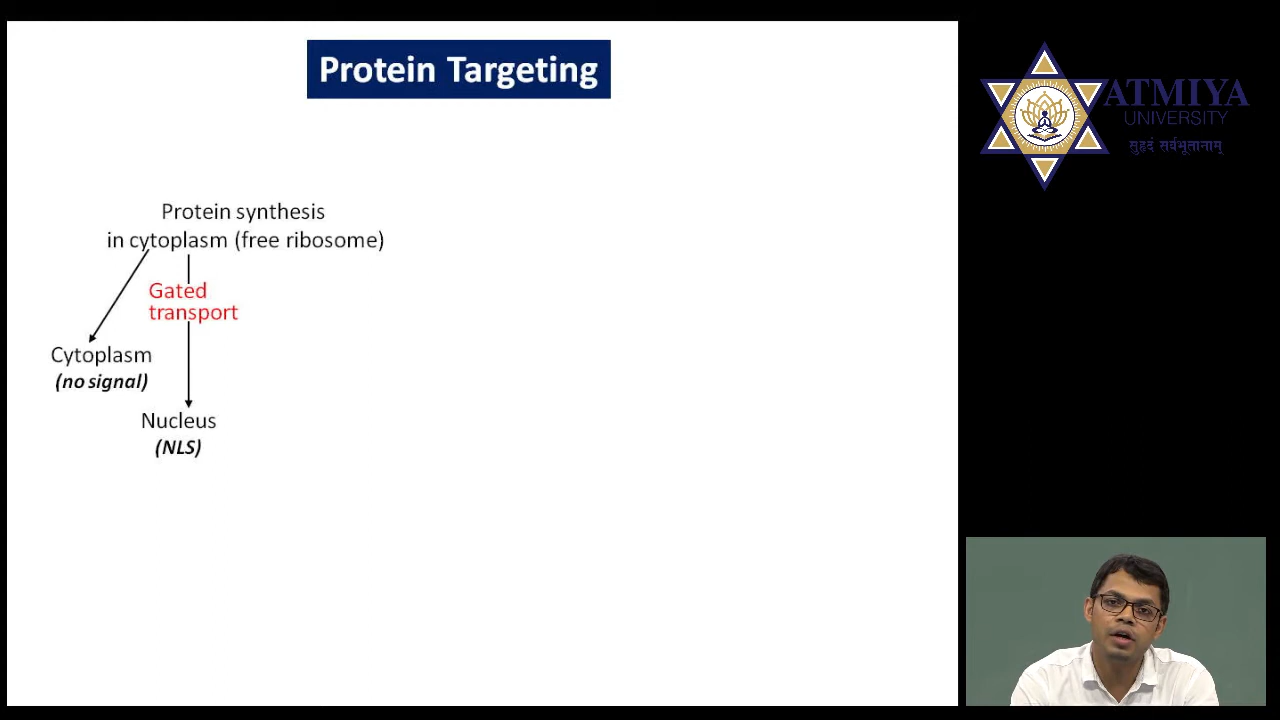 Protein Targeting
ATMIYA
UNIVERSITY
सुहृदं सर्वभूतानाम्
Protein synthesis
in cytoplasm (free ribosome)
Gated
transport
Cytoplasm
(no signal)
Nucleus
(NLS)